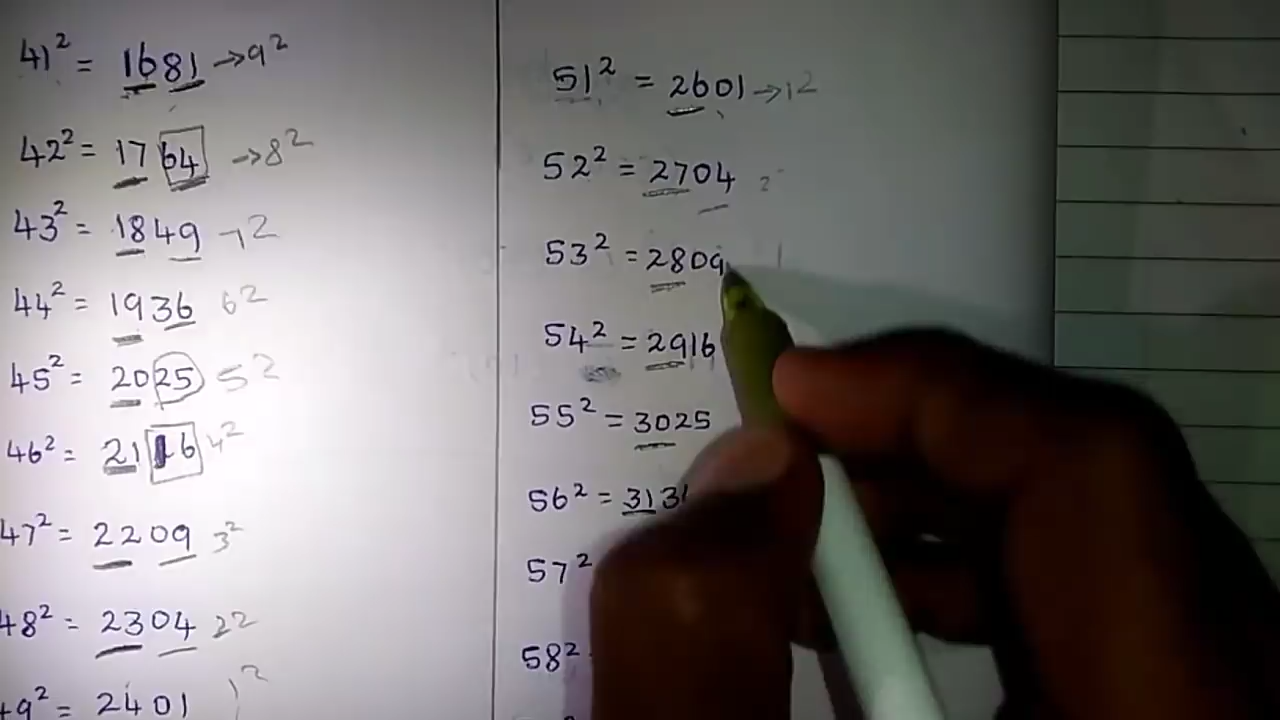 41² = 1681 → 9²
42² = 1764 → 8²
43² = 1849 7²
44² = 1936 6²
45² = 2025 5²
46² = 2116 4²
47² = 2209 3²
48² = 2304 2²
49² = 2401 1²
51² = 2601 → 1²
52² = 2704 2
53² = 2809
54² = 2916
55² = 3025
56² = 313
57²
58²